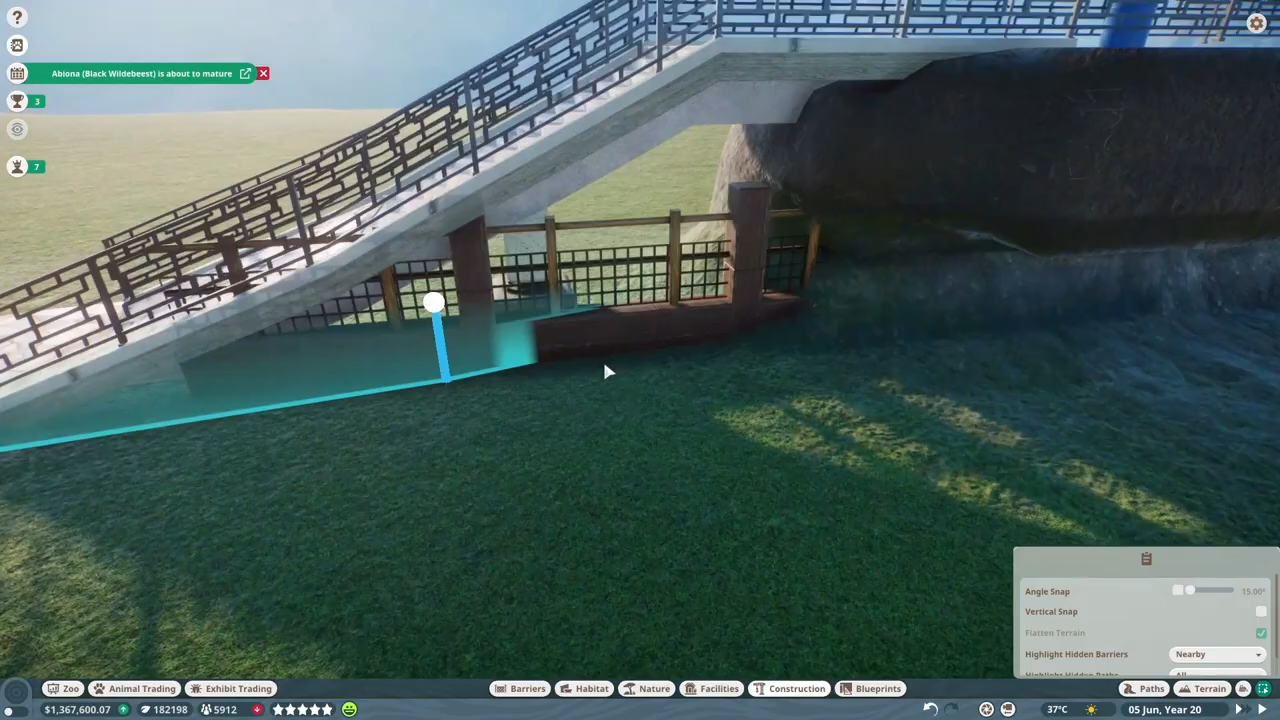 ?
Abiona (Black Wildebeest) is about to mature
3
7
Angle Snap 15.00°
Vertical Snap
Flatten Terrain
Highlight Hidden Barriers Nearby
Zoo Animal Trading Exhibit Trading Barriers Habitat Nature Facilities Construction Blueprints Paths Terrain
$1,367,600.07 182198 5912 37°C 05 Jun, Year 20